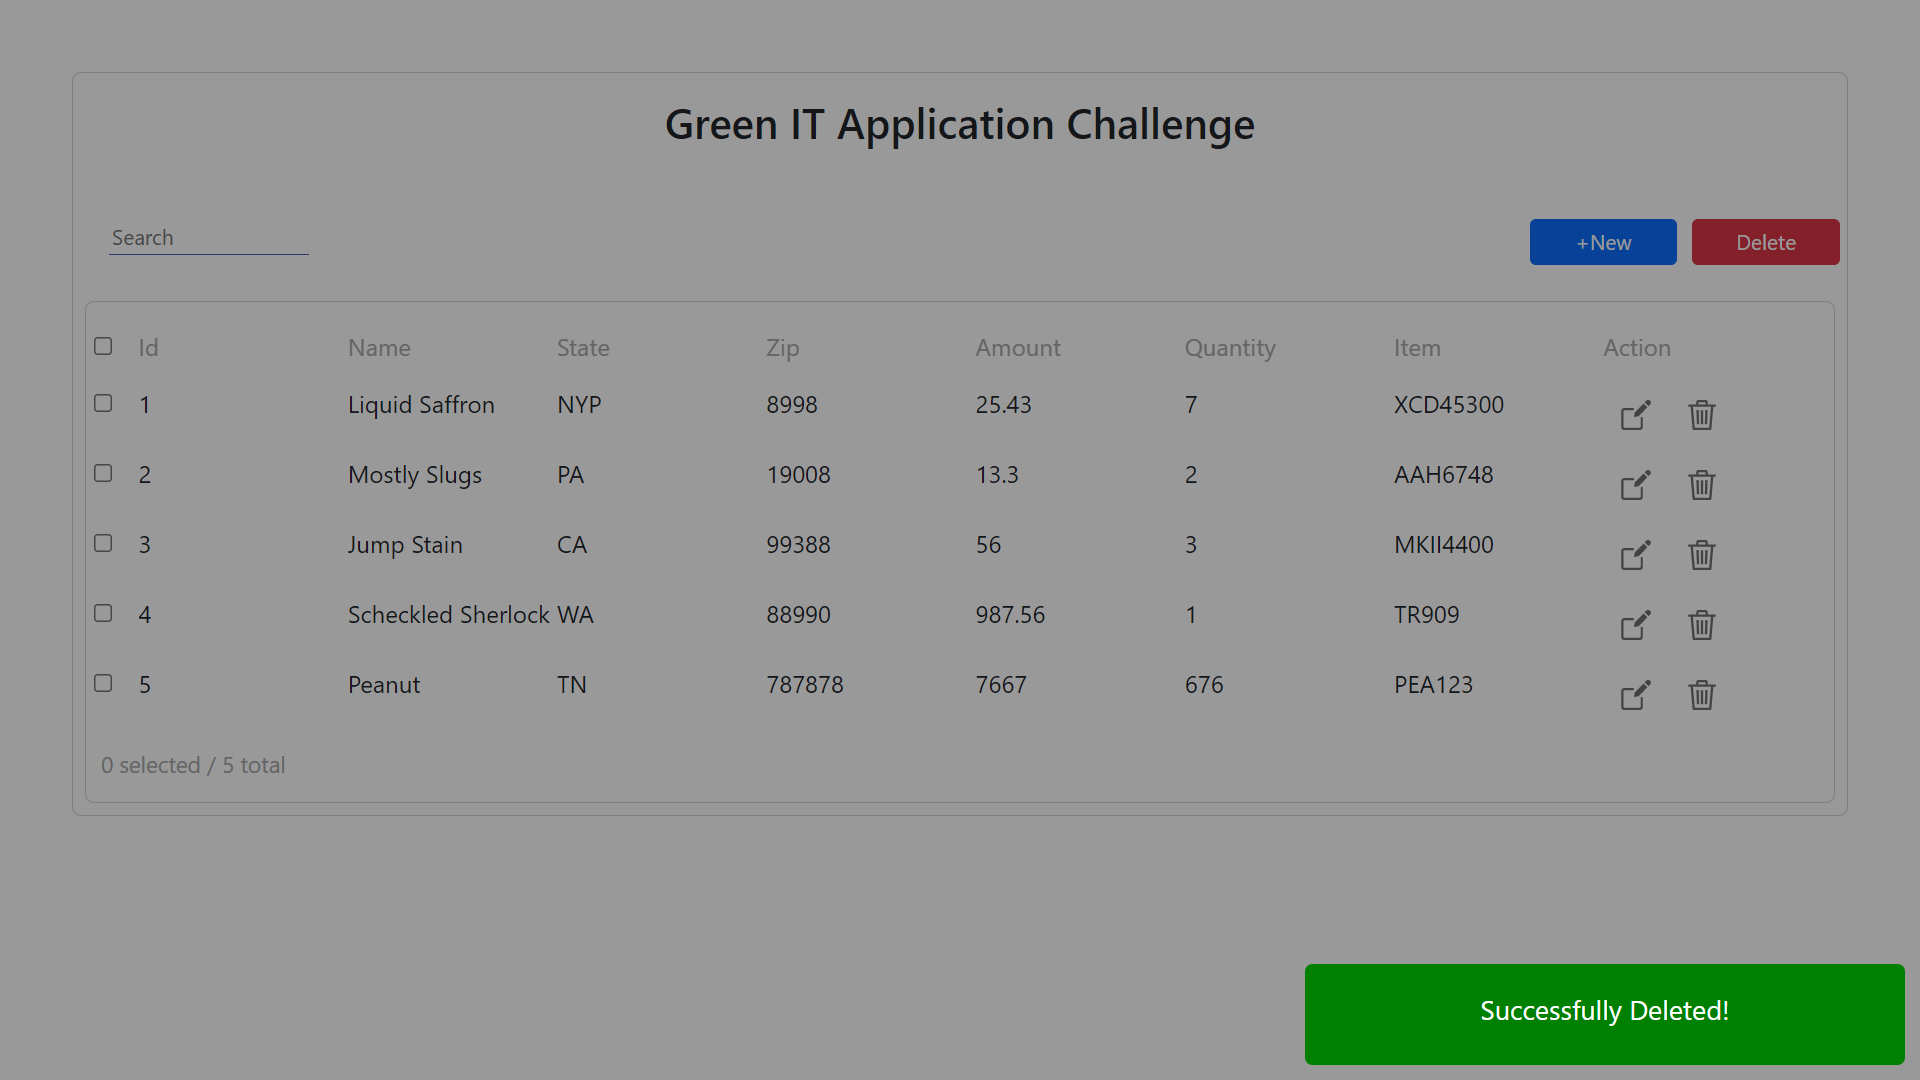 Green IT Application Challenge
Search
+New Delete
Id Name State Zip Amount Quantity Item Action
1 Liquid Saffron NYP 8998 25.43 7 XCD45300
2 Mostly Slugs PA 19008 13.3 2 AAH6748
3 Jump Stain CA 99388 56 3 MKII4400
4 Scheckled Sherlock WA 88990 987.56 1 TR909
5 Peanut TN 787878 7667 676 PEA123
0 selected / 5 total
Successfully Deleted!